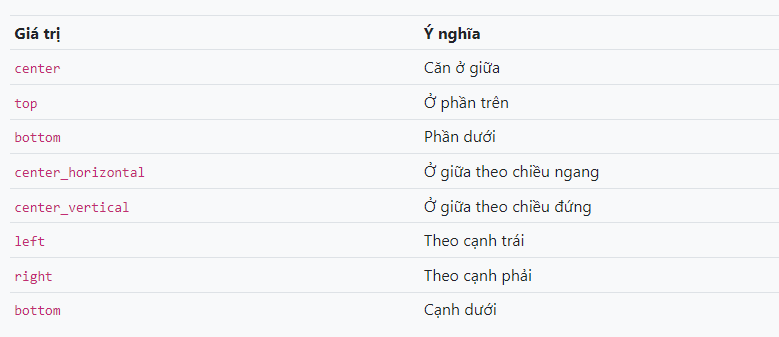 Giá trị Ý nghĩa
center Căn ở giữa
top Ở phần trên
bottom Phần dưới
center_horizontal Ở giữa theo chiều ngang
center_vertical Ở giữa theo chiều đứng
left Theo cạnh trái
right Theo cạnh phải
bottom Cạnh dưới